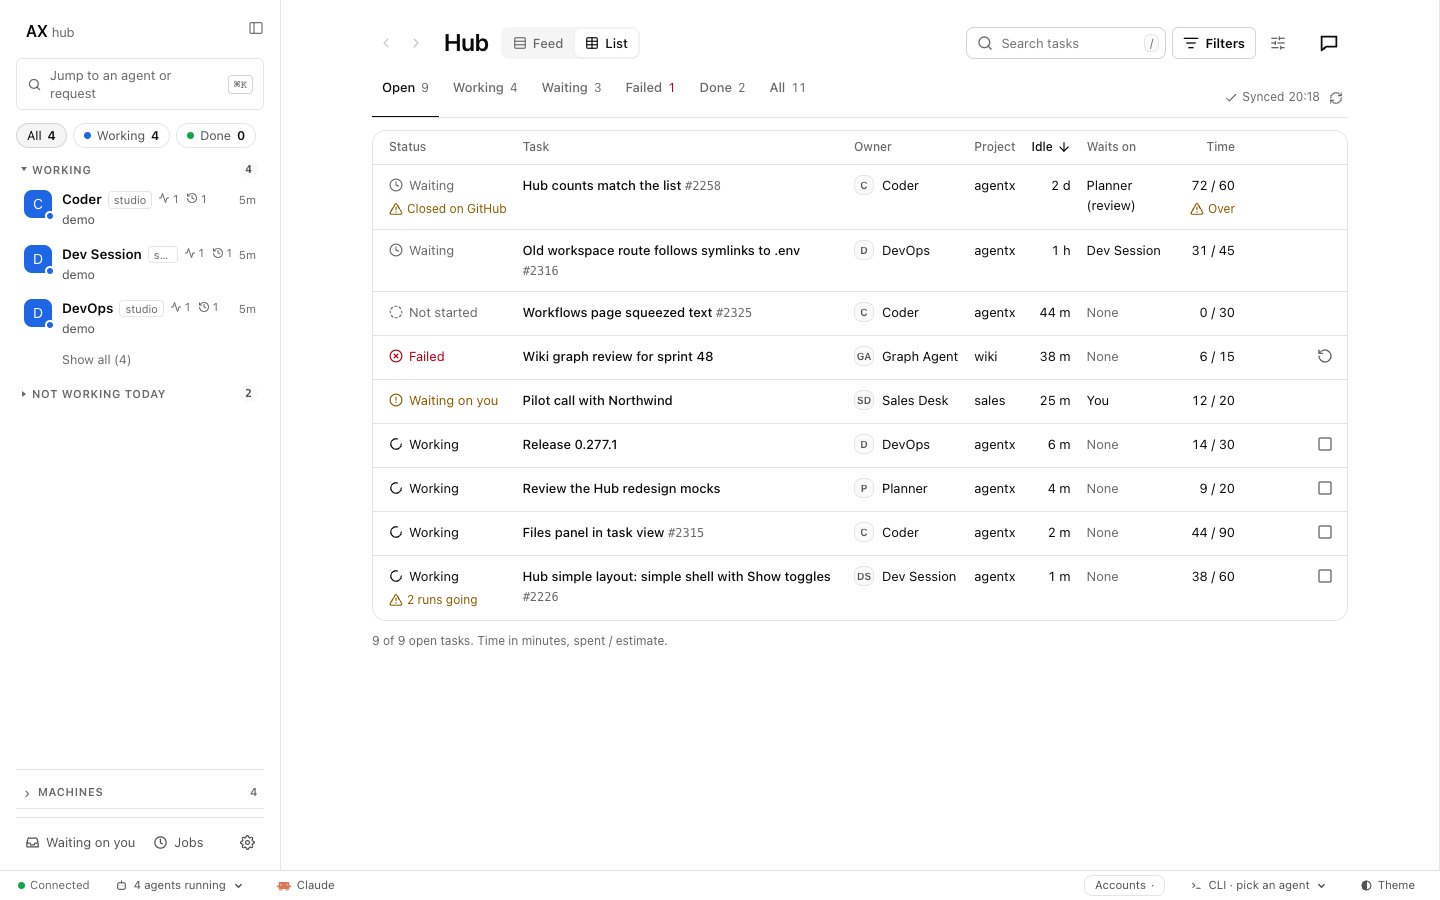 AX hub
Jump to an agent or
request
⌘K
All 4
Working 4
Done 0
WORKING 4
Coder studio 1 1 5m
demo
Dev Session s... 1 1 5m
demo
DevOps studio 1 1 5m
demo
Show all (4)
NOT WORKING TODAY 2
MACHINES 4
Waiting on you
Jobs
Hub
Feed
List
Search tasks /
Filters
Open 9
Working 4
Waiting 3
Failed 1
Done 2
All 11
Synced 20:18
Status Task Owner Project Idle Waits on Time
Waiting Hub counts match the list #2258 C Coder agentx 2 d Planner 72 / 60
Closed on GitHub (review) Over
Waiting Old workspace route follows symlinks to .env D DevOps agentx 1 h Dev Session 31 / 45
#2316
Not started Workflows page squeezed text #2325 C Coder agentx 44 m None 0 / 30
Failed Wiki graph review for sprint 48 GA Graph Agent wiki 38 m None 6 / 15
Waiting on you Pilot call with Northwind SD Sales Desk sales 25 m You 12 / 20
Working Release 0.277.1 D DevOps agentx 6 m None 14 / 30
Working Review the Hub redesign mocks P Planner agentx 4 m None 9 / 20
Working Files panel in task view #2315 C Coder agentx 2 m None 44 / 90
Working Hub simple layout: simple shell with Show toggles DS Dev Session agentx 1 m None 38 / 60
2 runs going #2226
9 of 9 open tasks. Time in minutes, spent / estimate.
Connected
4 agents running
Claude
Accounts ·
CLI · pick an agent
Theme